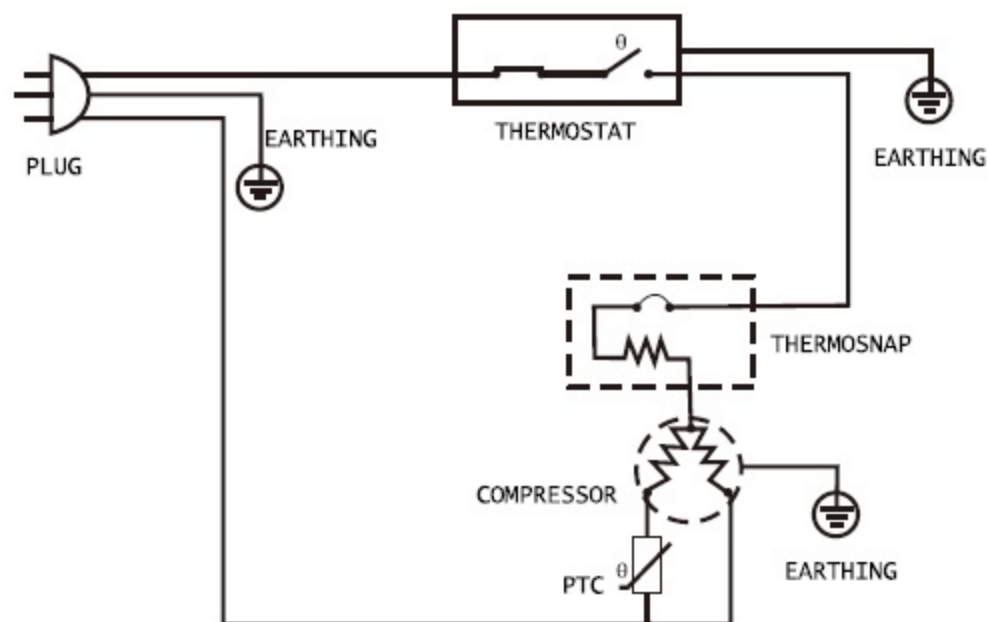 θ
THERMOSTAT
EARTHING
PLUG
EARTHING
THERMOSNAP
COMPRESSOR
EARTHING
PTC
θ